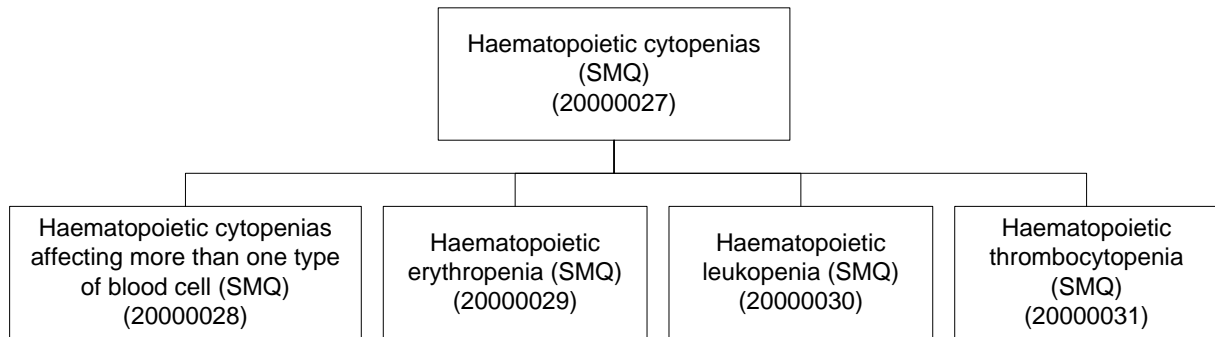 Haematopoietic cytopenias
(SMQ)
(20000027)
Haematopoietic cytopenias
affecting more than one type
of blood cell (SMQ)
(20000028)
Haematopoietic
erythropenia (SMQ)
(20000029)
Haematopoietic
leukopenia (SMQ)
(20000030)
Haematopoietic
thrombocytopenia
(SMQ)
(20000031)